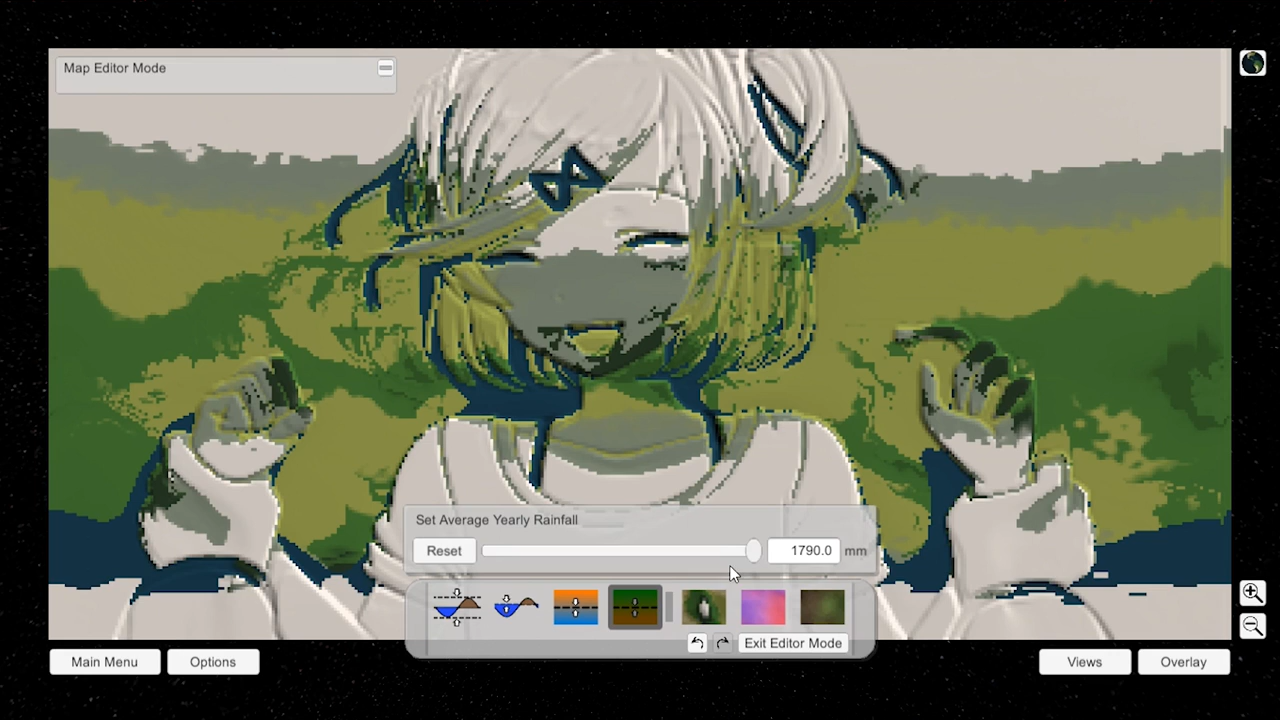 Map Editor Mode
Set Average Yearly Rainfall
Reset 1790.0 mm
Exit Editor Mode
Main Menu Options Views Overlay